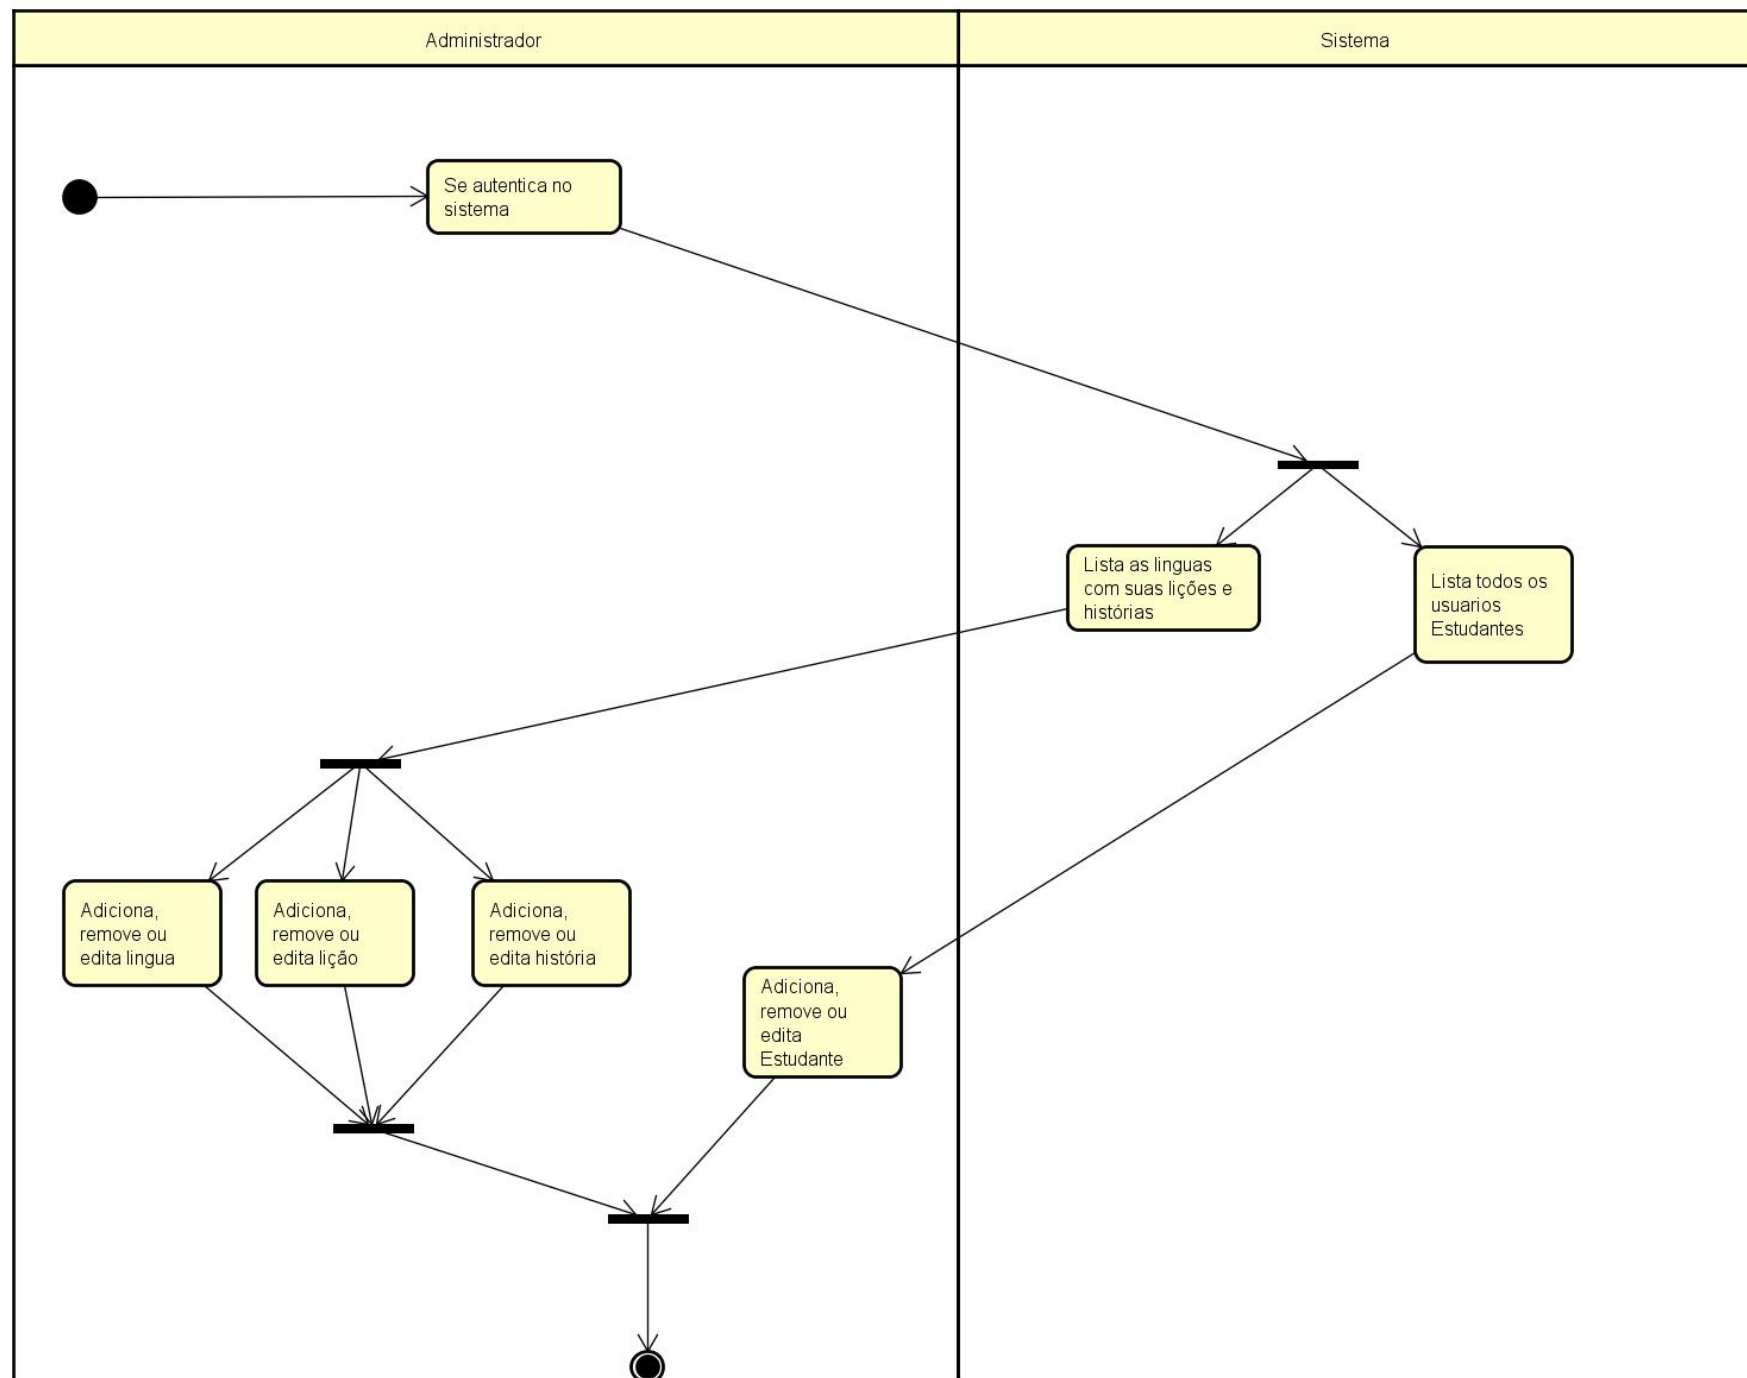 Administrador
Sistema
Se autentica no
sistema
Lista as linguas
com suas lições e
histórias
Lista todos os
usuarios
Estudantes
Adiciona,
remove ou
edita lingua
Adiciona,
remove ou
edita lição
Adiciona,
remove ou
edita história
Adiciona,
remove ou
edita
Estudante